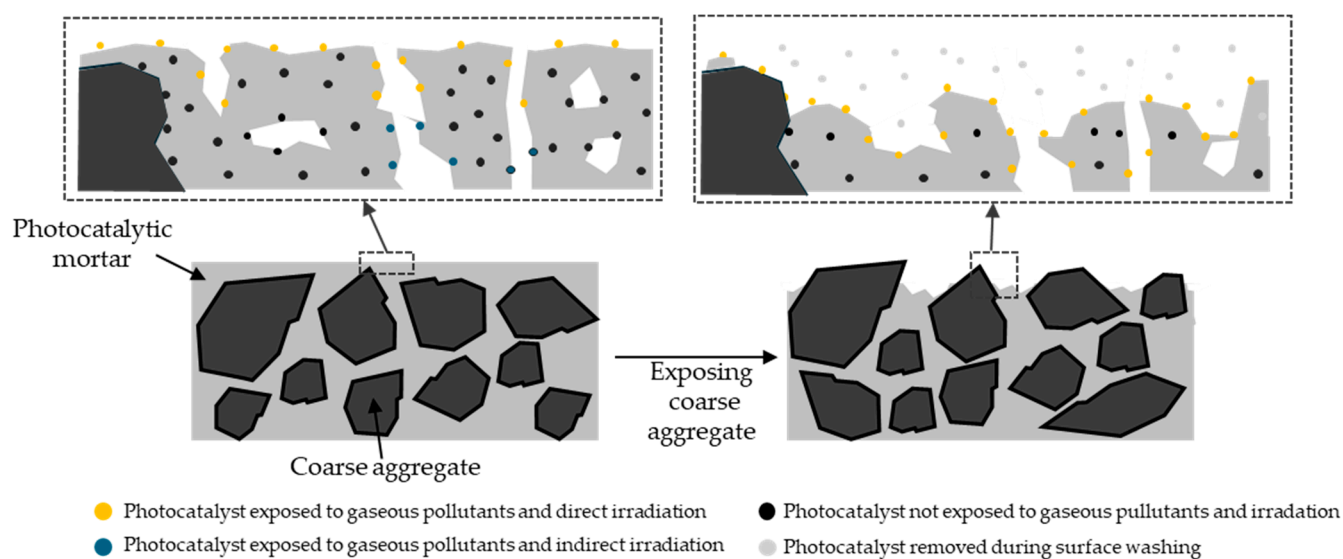 Photocatalytic
mortar
Exposing
coarse
aggregate
Coarse aggregate
Photocatalyst exposed to gaseous pollutants and direct irradiation
Photocatalyst not exposed to gaseous pullutants and irradation
Photocatalyst exposed to gaseous pollutants and indirect irradiation
Photocatalyst removed during surface washing